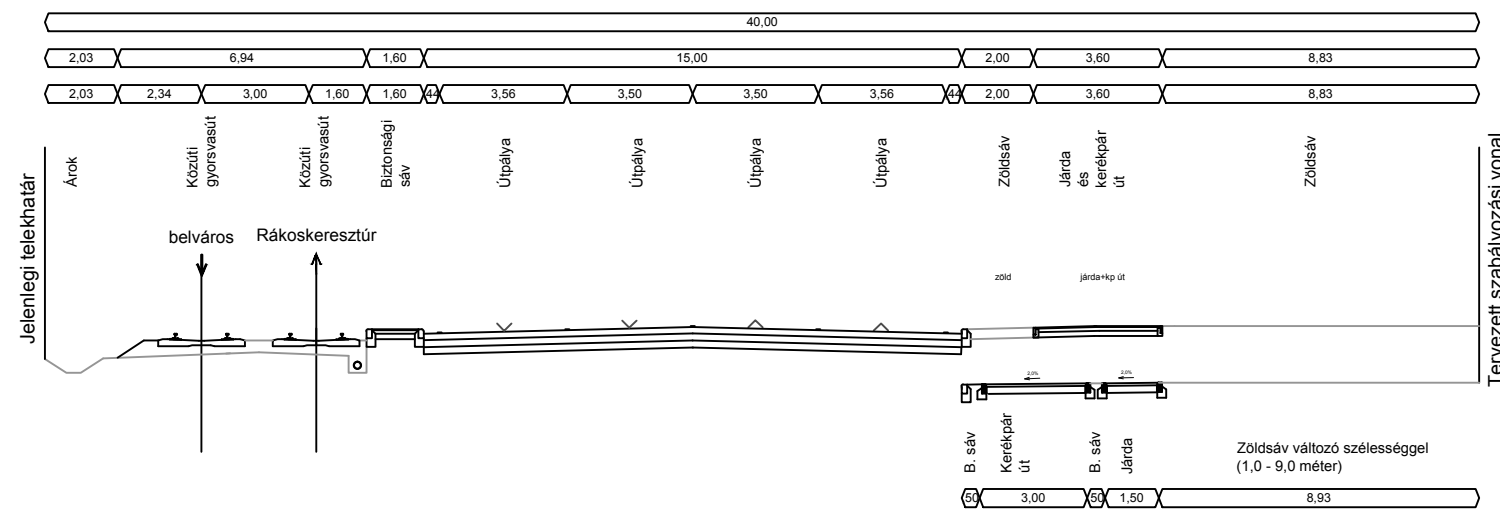 40,00
2,03 6,94 1,60 15,00 2,00 3,60 8,83
2,03 2,34 3,00 1,60 1,60 44 3,56 3,50 3,50 3,56 44 2,00 3,60 8,83
Jelenlegi telekhatár
Árok
Közúti
gyorsvasút
Közúti
gyorsvasút
Biztonsági
sáv
Útpálya
Útpálya
Útpálya
Útpálya
Zöldsáv
Járda
és
kerékpár
út
Zöldsáv
Tervezett szabályozási vonal
belváros
Rákoskeresztúr
zöld
járda+kp út
2,0%
2,0%
B. sáv
Kerékpár
út
B. sáv
Járda
Zöldsáv változó szélességgel
(1,0 - 9,0 méter)
50 3,00 50 1,50 8,93